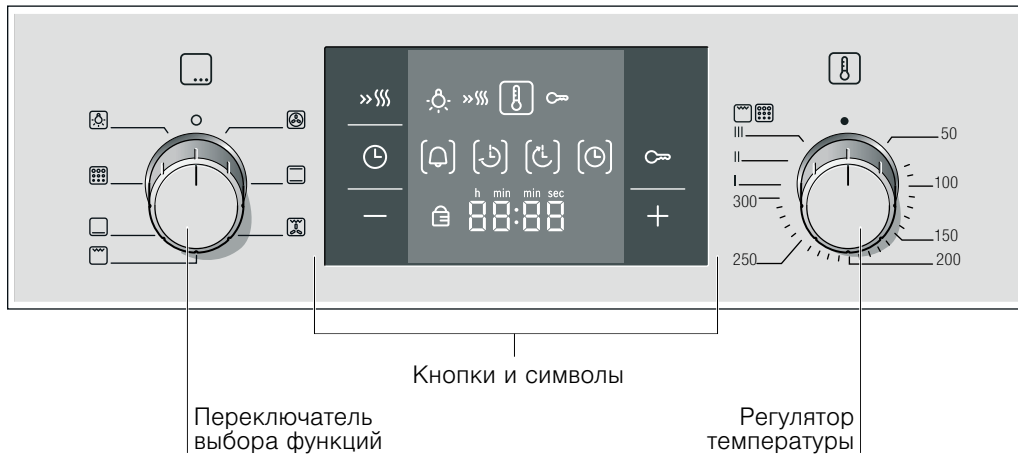 h min min sec
88:88
III
II
I
300
250
50
100
150
200
Кнопки и символы
Переключатель
выбора функций
Регулятор
температуры